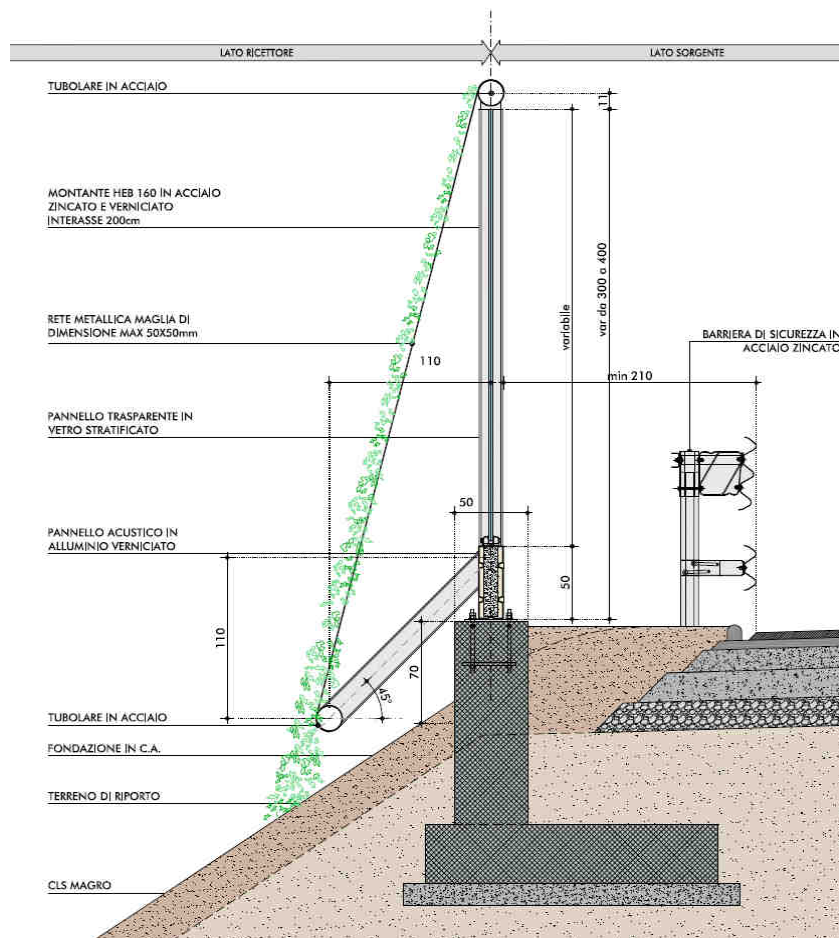 LATO RICETTORE
LATO SORGENTE
TUBOLARE IN ACCIAIO
11
MONTANTE HEB 160 IN ACCIAIO
ZINCATO E VERNICIATO
INTERASSE 200cm
variabile
var da 300 a 400
RETE METALLICA MAGLIA DI
DIMENSIONE MAX 50X50mm
BARRIERA DI SICUREZZA IN
ACCIAIO ZINCATO
110
min 210
PANNELLO TRASPARENTE IN
VETRO STRATIFICATO
50
PANNELLO ACUSTICO IN
ALLUMINIO VERNICIATO
50
110
70
45°
TUBOLARE IN ACCIAIO
FONDAZIONE IN C.A.
TERRENO DI RIPORTO
CLS MAGRO